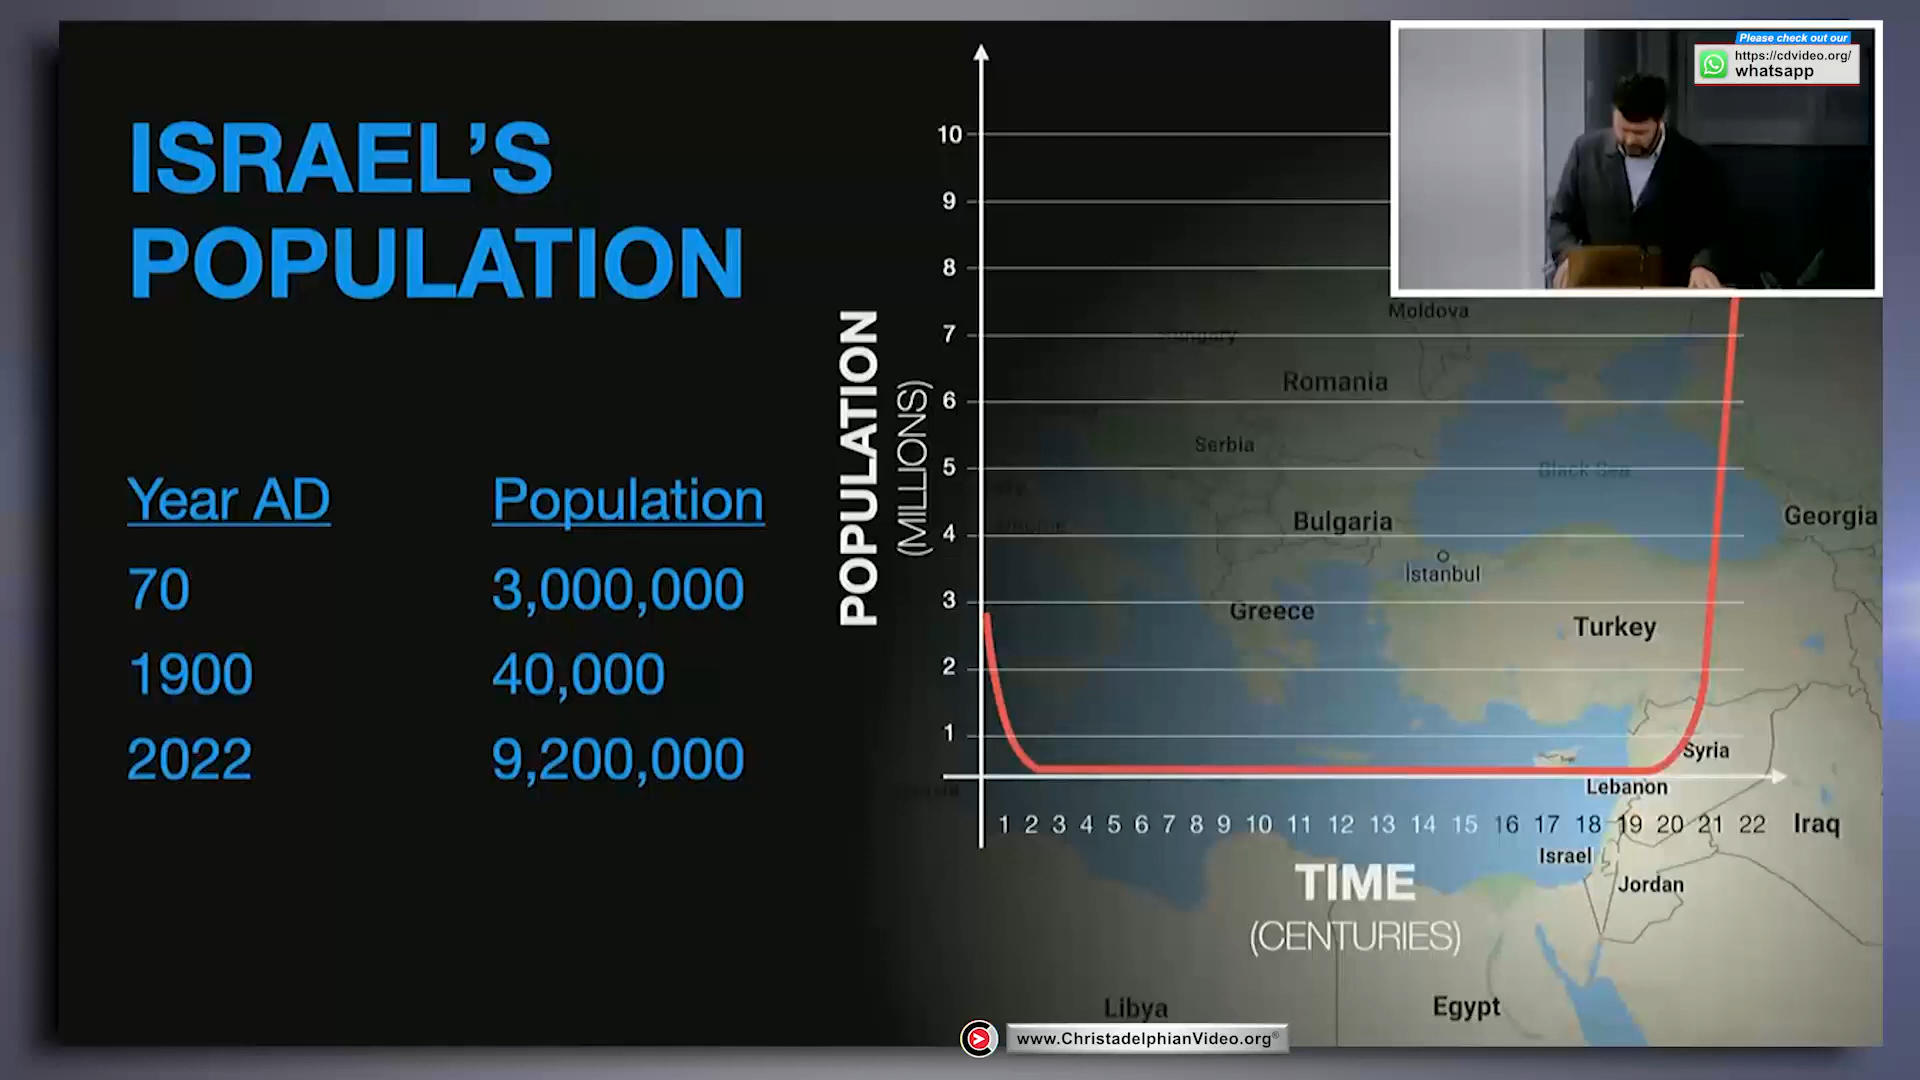 Please check out our
https://cdvideo.org/
whatsapp
ISRAEL'S
POPULATION
Year AD Population
70 3,000,000
1900 40,000
2022 9,200,000
POPULATION
(MILLIONS)
10
9
8
7
6
5
4
3
2
1
Moldova
Hungary
Romania
Serbia
Black Sea
Bulgaria
Georgia
İstanbul
Greece
Turkey
Syria
Lebanon
1 2 3 4 5 6 7 8 9 10 11 12 13 14 15 16 17 18 19 20 21 22
Iraq
Israel
Jordan
TIME
(CENTURIES)
Libya
Egypt
www.ChristadelphianVideo.org®